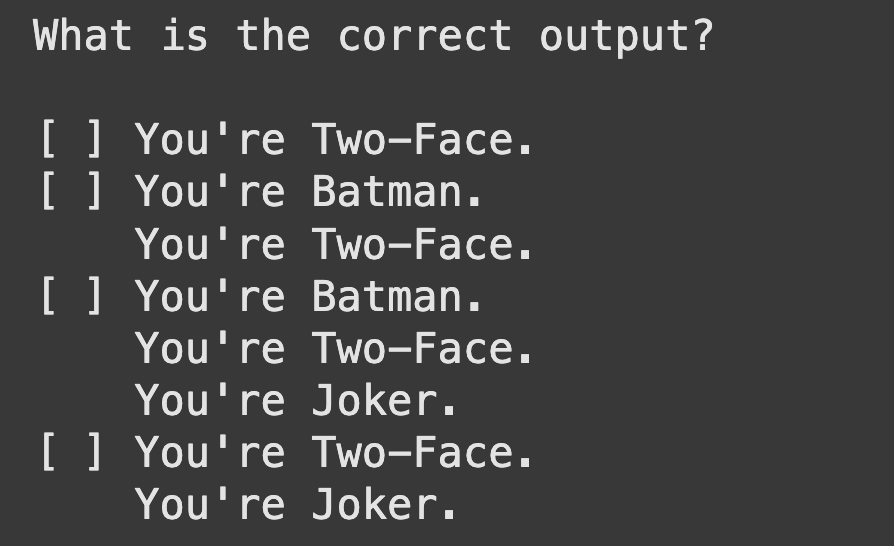 What is the correct output?
[ ] You're Two-Face.
[ ] You're Batman.
You're Two-Face.
[ ] You're Batman.
You're Two-Face.
You're Joker.
[ ] You're Two-Face.
You're Joker.